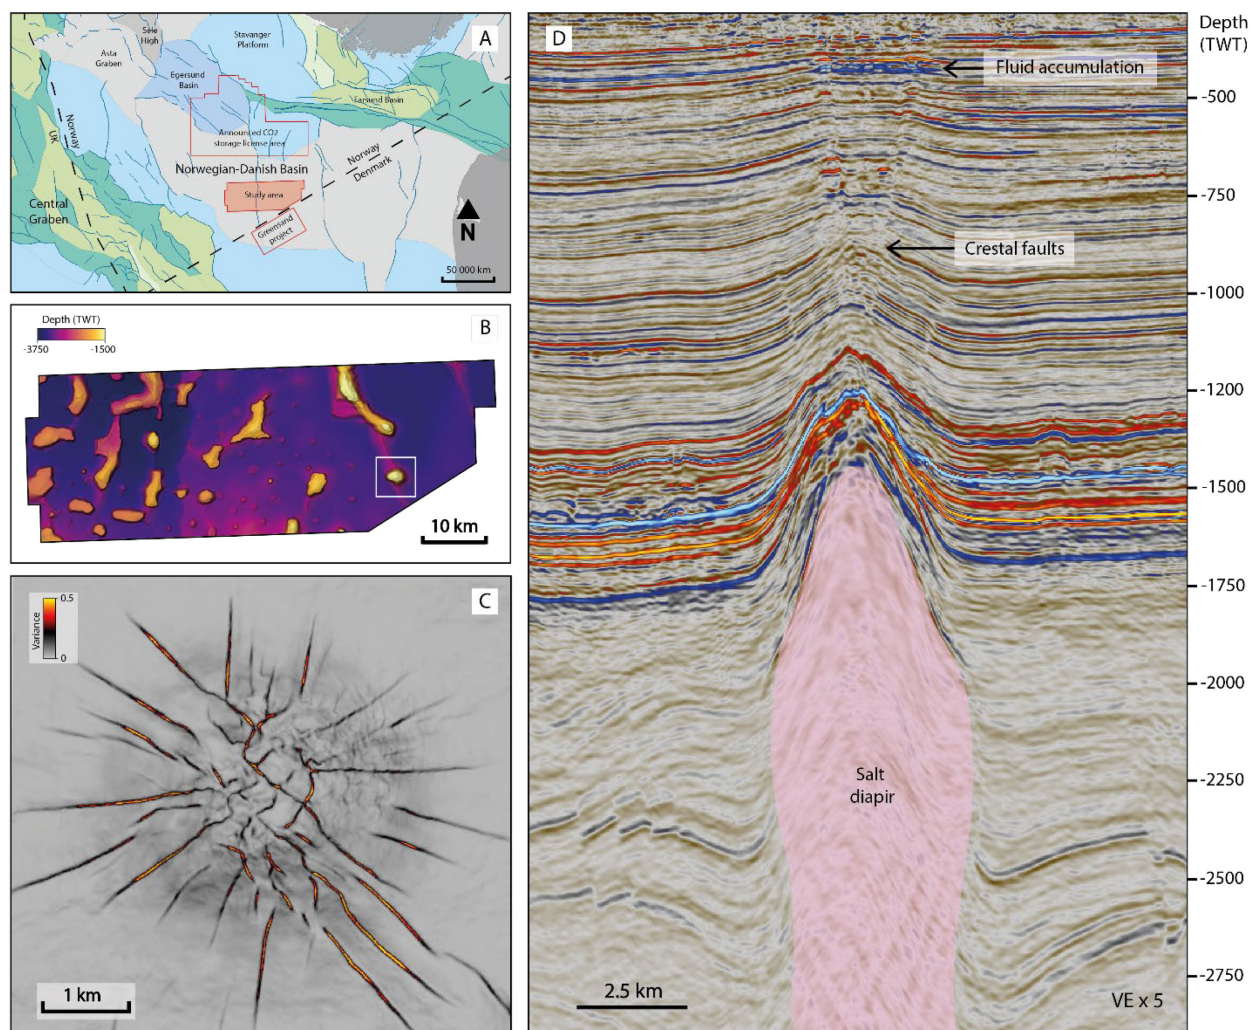 A
Sele
High
Stavanger
Platform
Asta
Graben
Egersund
Basin
Farsund Basin
Norway
UK
Announced CO2
storage license area
Norwegian-Danish Basin
Norway
Denmark
Study area
Central
Graben
Greensand
project
N
50 000 km
B
Depth (TWT)
-3750
-1500
10 km
C
Variance
0.5
0
1 km
D
Depth
(TWT)
Fluid accumulation
-500
-750
Crestal faults
-1000
-1200
-1500
-1750
-2000
Salt
diapir
-2250
-2500
-2750
2.5 km
VE x 5